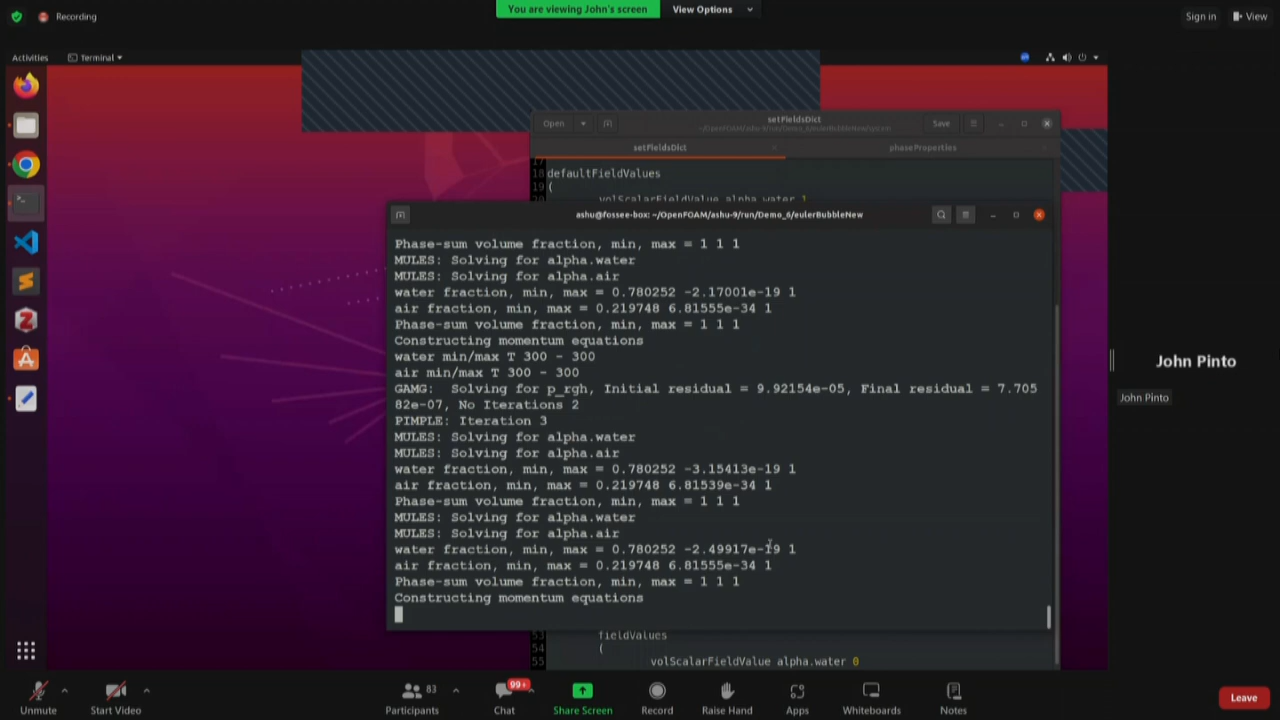 Recording
You are viewing John's screen
View Options
Sign in
View
Activities
Terminal
Open
setFieldsDict
Save
setFieldsDict
phaseProperties
17
18 defaultFieldValues
19 (
volScalarFieldValue alpha.water 1
ashu@fossee-box: ~/OpenFOAM/ashu-9/run/Demo_6/eulerBubbleNew
Phase-sum volume fraction, min, max = 1 1 1
MULES: Solving for alpha.water
MULES: Solving for alpha.air
water fraction, min, max = 0.780252 -2.17001e-19 1
air fraction, min, max = 0.219748 6.81555e-34 1
Phase-sum volume fraction, min, max = 1 1 1
Constructing momentum equations
water min/max T 300 - 300
air min/max T 300 - 300
GAMG:  Solving for p_rgh, Initial residual = 9.92154e-05, Final residual = 7.705
82e-07, No Iterations 2
PIMPLE: Iteration 3
MULES: Solving for alpha.water
MULES: Solving for alpha.air
water fraction, min, max = 0.780252 -3.15413e-19 1
air fraction, min, max = 0.219748 6.81539e-34 1
Phase-sum volume fraction, min, max = 1 1 1
MULES: Solving for alpha.water
MULES: Solving for alpha.air
water fraction, min, max = 0.780252 -2.49917e-19 1
air fraction, min, max = 0.219748 6.81555e-34 1
Phase-sum volume fraction, min, max = 1 1 1
Constructing momentum equations
53 fieldValues
54 (
55 volScalarFieldValue alpha.water 0
John Pinto
John Pinto
Unmute
Start Video
83
Participants
99+
Chat
Share Screen
Record
Raise Hand
Apps
Whiteboards
Notes
Leave